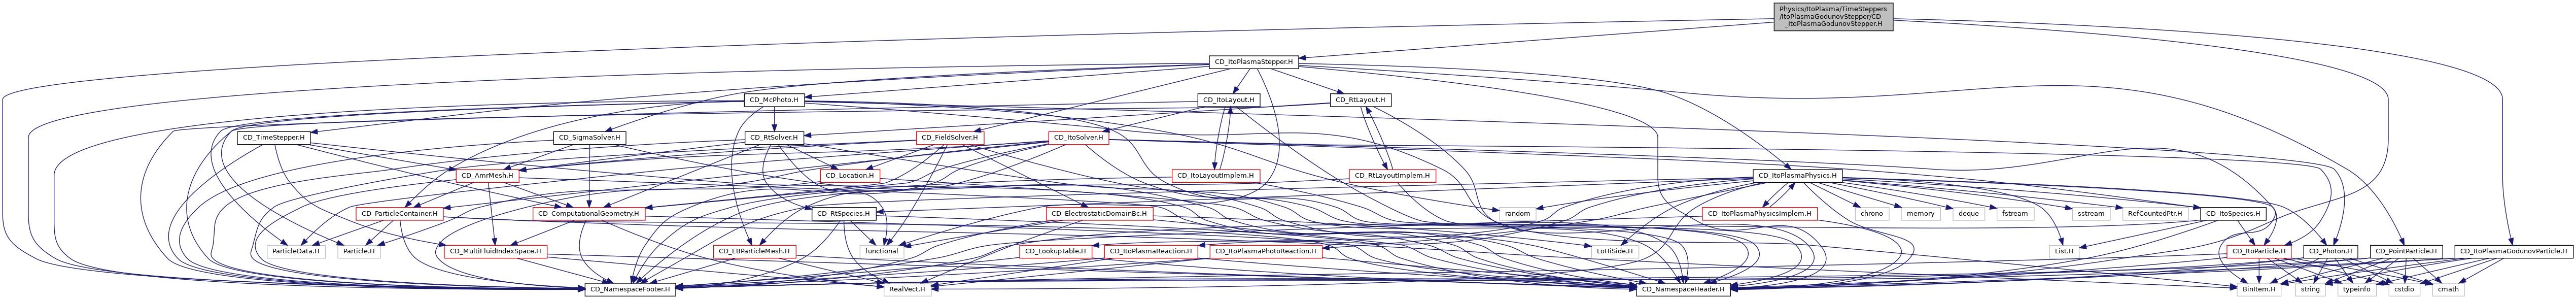 Physics/ItoPlasma/TimeSteppers
/ItoPlasmaGodunovStepper/CD
_ItoPlasmaGodunovStepper.H
CD_ItoPlasmaStepper.H
CD_McPhoto.H
CD_ItoLayout.H
CD_RtLayout.H
CD_TimeStepper.H
CD_SigmaSolver.H
CD_RtSolver.H
CD_FieldSolver.H
CD_ItoSolver.H
CD_AmrMesh.H
CD_Location.H
CD_ItoLayoutImplem.H
CD_RtLayoutImplem.H
CD_ItoPlasmaPhysics.H
CD_ParticleContainer.H
CD_ComputationalGeometry.H
CD_RtSpecies.H
CD_ElectrostaticDomainBc.H
random
CD_ItoPlasmaPhysicsImplem.H
chrono
memory
deque
fstream
sstream
RefCountedPtr.H
CD_ItoSpecies.H
ParticleData.H
Particle.H
CD_MultiFluidIndexSpace.H
CD_EBParticleMesh.H
functional
CD_LookupTable.H
CD_ItoPlasmaReaction.H
CD_ItoPlasmaPhotoReaction.H
LoHiSide.H
List.H
CD_ItoParticle.H
CD_Photon.H
CD_PointParticle.H
CD_ItoPlasmaGodunovParticle.H
CD_NamespaceFooter.H
RealVect.H
CD_NamespaceHeader.H
BinItem.H
string
typeinfo
cstdio
cmath